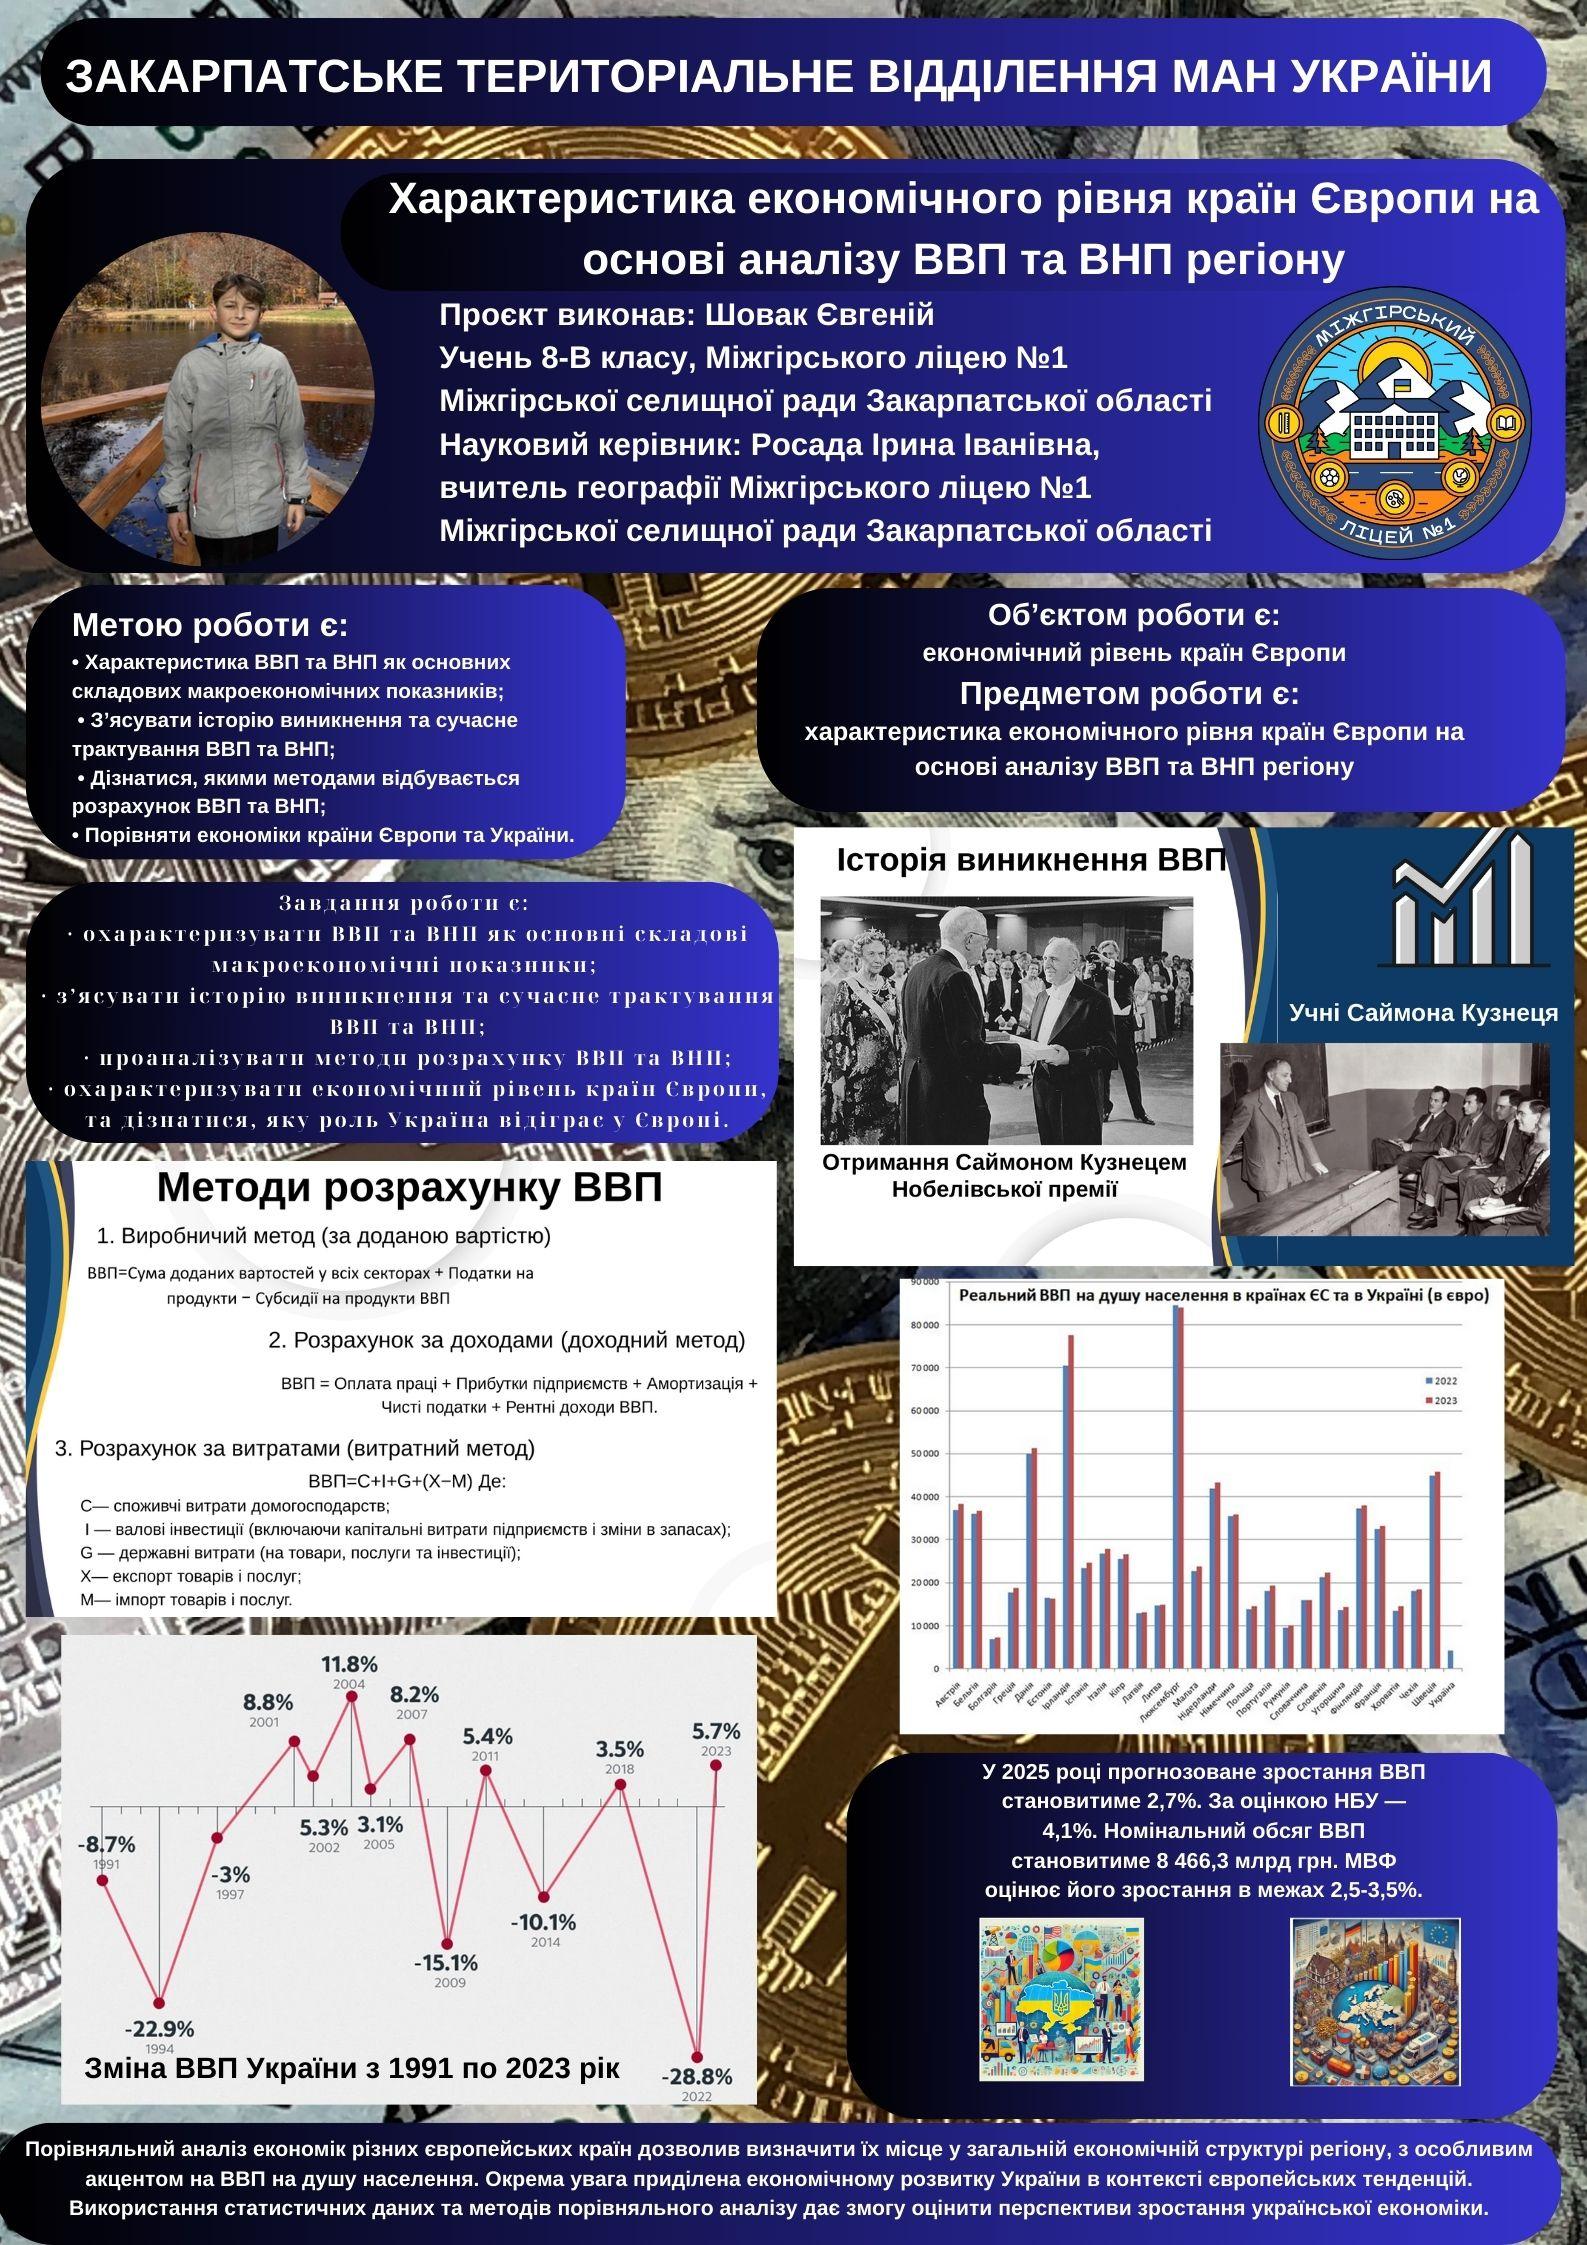 ЗАКАРПАТСЬКЕ ТЕРИТОРІАЛЬНЕ ВІДДІЛЕННЯ МАН УКРАЇНИ
Характеристика економічного рівня країн Європи на
основі аналізу ВВП та ВНП регіону
Проєкт виконав: Шовак Євгеній
Учень 8-В класу, Міжгірського ліцею №1
Міжгірської селищної ради Закарпатської області
Науковий керівник: Росада Ірина Іванівна,
вчитель географії Міжгірського ліцею №1
Міжгірської селищної ради Закарпатської області
МІЖГІРСЬКИЙ
ЛІЦЕЙ №1
Метою роботи є:
• Характеристика ВВП та ВНП як основних
складових макроекономічних показників;
• З’ясувати історію виникнення та сучасне
трактування ВВП та ВНП;
• Дізнатися, якими методами відбувається
розрахунок ВВП та ВНП;
• Порівняти економіки країни Європи та України.
Об’єктом роботи є:
економічний рівень країн Європи
Предметом роботи є:
характеристика економічного рівня країн Європи на
основі аналізу ВВП та ВНП регіону
Завдання роботи є:
· охарактеризувати ВВП та ВНП як основні складові
макроекономічні показники;
· з’ясувати історію виникнення та сучасне трактування
ВВП та ВНП;
· проаналізувати методи розрахунку ВВП та ВНП;
· охарактеризувати економічний рівень країн Європи,
та дізнатися, яку роль Україна відіграє у Європі.
Історія виникнення ВВП
Учні Саймона Кузнеця
Отримання Саймоном Кузнецем
Нобелівської премії
Методи розрахунку ВВП
1. Виробничий метод (за доданою вартістю)
ВВП=Сума доданих вартостей у всіх секторах + Податки на
продукти − Субсидії на продукти ВВП
2. Розрахунок за доходами (доходний метод)
ВВП = Оплата праці + Прибутки підприємств + Амортизація +
Чисті податки + Рентні доходи ВВП.
3. Розрахунок за витратами (витратний метод)
ВВП=C+I+G+(X−M) Де:
C— споживчі витрати домогосподарств;
I — валові інвестиції (включаючи капітальні витрати підприємств і зміни в запасах);
G — державні витрати (на товари, послуги та інвестиції);
X— експорт товарів і послуг;
M— імпорт товарів і послуг.
90 000
Реальний ВВП на душу населення в країнах ЄС та в Україні (в євро)
80 000
70 000
60 000
50 000
40 000
30 000
20 000
10 000
0
2022
2023
Австрія
Бельгія
Болгарія
Греція
Данія
Естонія
Ірландія
Іспанія
Італія
Кіпр
Латвія
Литва
Люксембург
Мальта
Нідерланди
Німеччина
Польща
Португалія
Румунія
Словаччина
Словенія
Угорщина
Фінляндія
Франція
Хорватія
Чехія
Швеція
Україна
11.8%
2004
8.8%
2001
8.2%
2007
5.4%
2011
3.5%
2018
5.7%
2023
-8.7%
1991
5.3%
2002
3.1%
2005
-3%
1997
-10.1%
2014
-15.1%
2009
-22.9%
1994
-28.8%
2022
Зміна ВВП України з 1991 по 2023 рік
У 2025 році прогнозоване зростання ВВП
становитиме 2,7%. За оцінкою НБУ —
4,1%. Номінальний обсяг ВВП
становитиме 8 466,3 млрд грн. МВФ
оцінює його зростання в межах 2,5-3,5%.
Порівняльний аналіз економік різних європейських країн дозволив визначити їх місце у загальній економічній структурі регіону, з особливим
акцентом на ВВП на душу населення. Окрема увага приділена економічному розвитку України в контексті європейських тенденцій.
Використання статистичних даних та методів порівняльного аналізу дає змогу оцінити перспективи зростання української економіки.